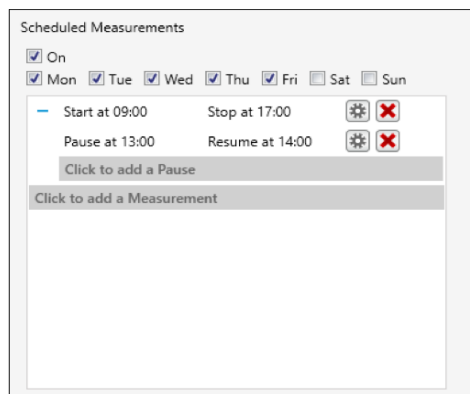 Scheduled Measurements
On
Mon Tue Wed Thu Fri Sat Sun
Start at 09:00 Stop at 17:00
Pause at 13:00 Resume at 14:00
Click to add a Pause
Click to add a Measurement